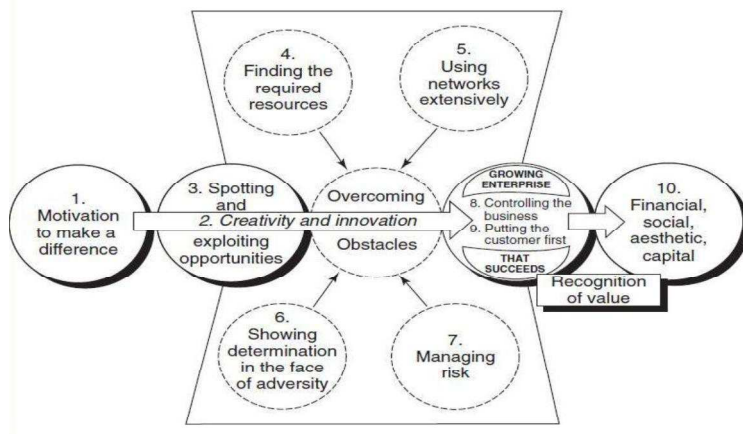 1.
Motivation
to make a
difference
2. Creativity and innovation
3. Spotting
and
exploiting
opportunities
4.
Finding the
required
resources
5.
Using
networks
extensively
Overcoming
Obstacles
6.
Showing
determination
in the face
of adversity
7.
Managing
risk
GROWING
ENTERPRISE
8. Controlling the
business
9. Putting the
customer first
THAT
SUCCEEDS
Recognition
of value
10.
Financial,
social,
aesthetic,
capital